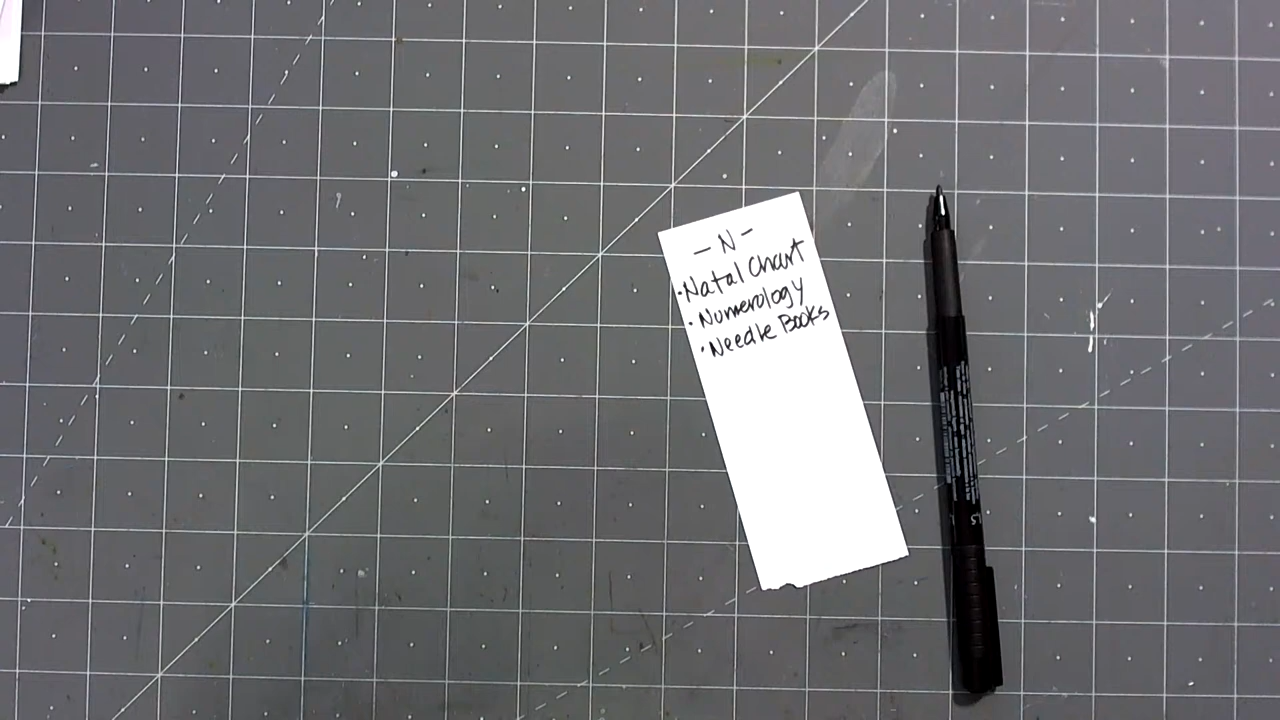 - N -
· Natal Chart
· Numerology
· Needle Books